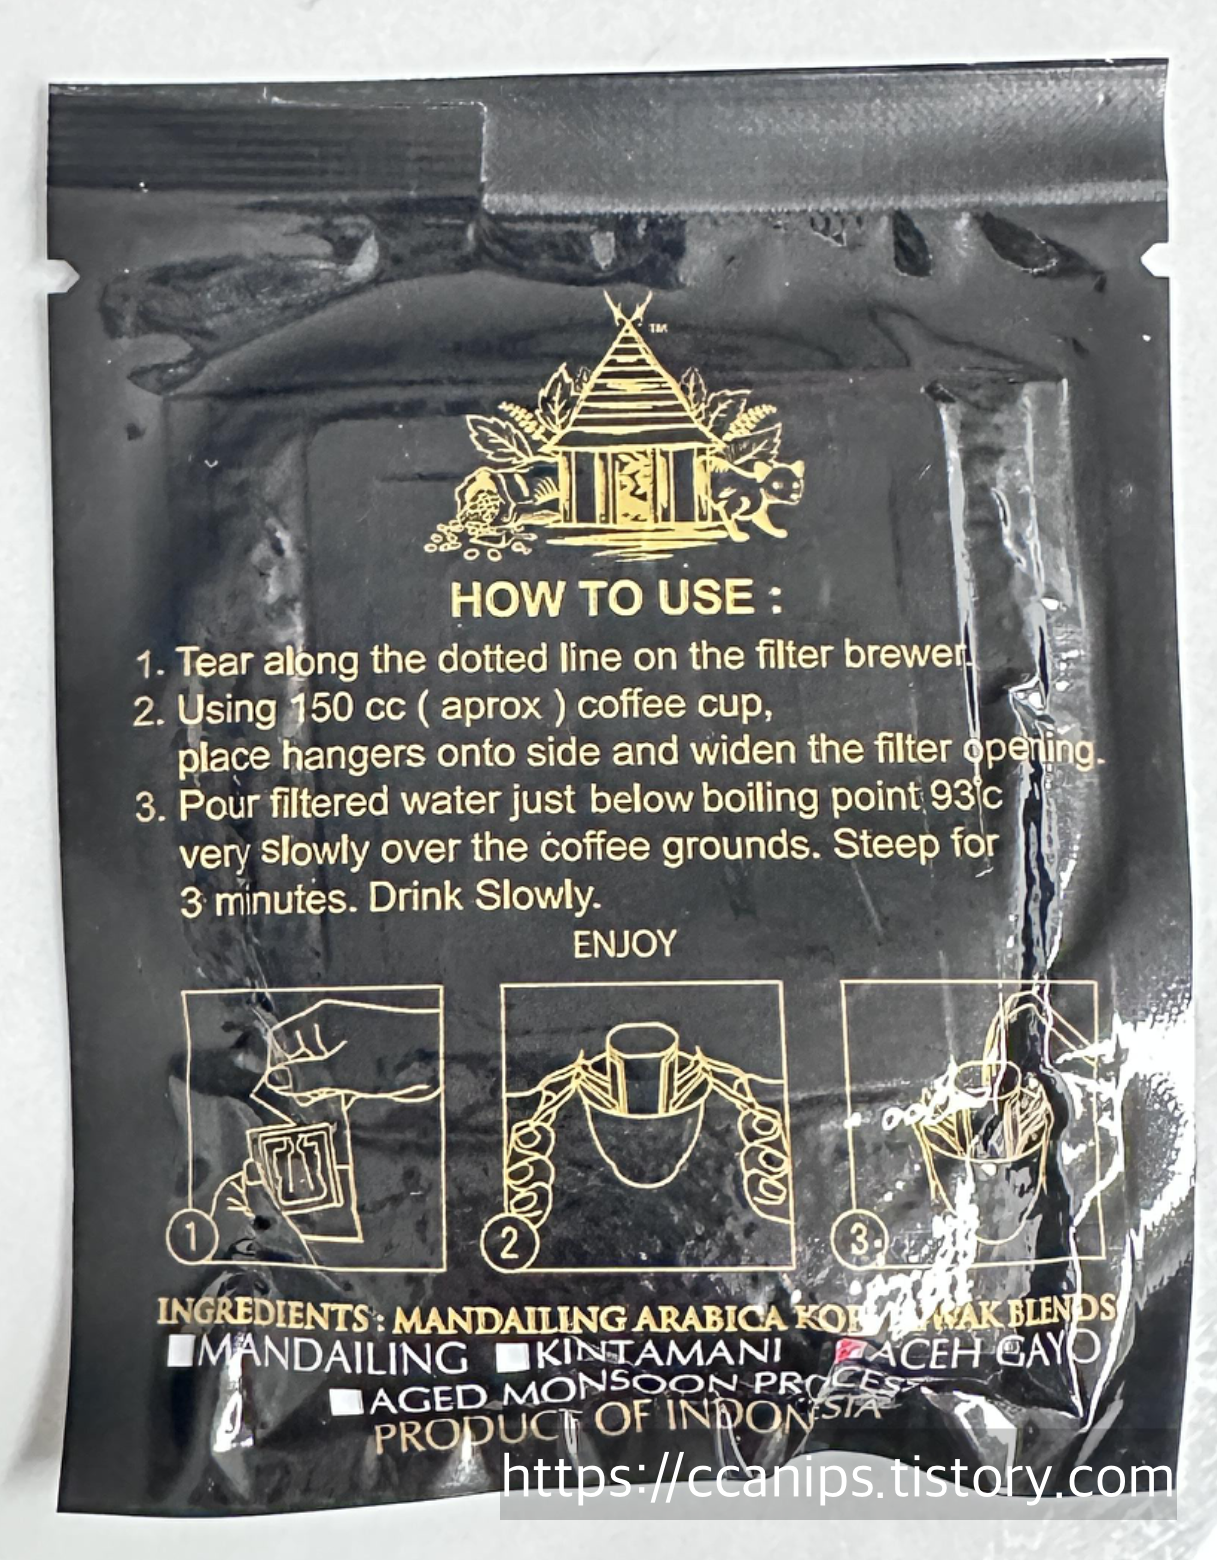 TM
HOW TO USE :
1. Tear along the dotted line on the filter brewer.
2. Using 150 cc ( aprox ) coffee cup,
place hangers onto side and widen the filter opening.
3. Pour filtered water just below boiling point 93°c
very slowly over the coffee grounds. Steep for
3 minutes. Drink Slowly.
ENJOY
1 2 3
INGREDIENTS : MANDAILING ARABICA BLENDS
MANDAILING KINTAMANI ACEH GAYO
AGED MONSOON PROCESS
PRODUCT OF INDONESIA
https://ccanips.tistory.com